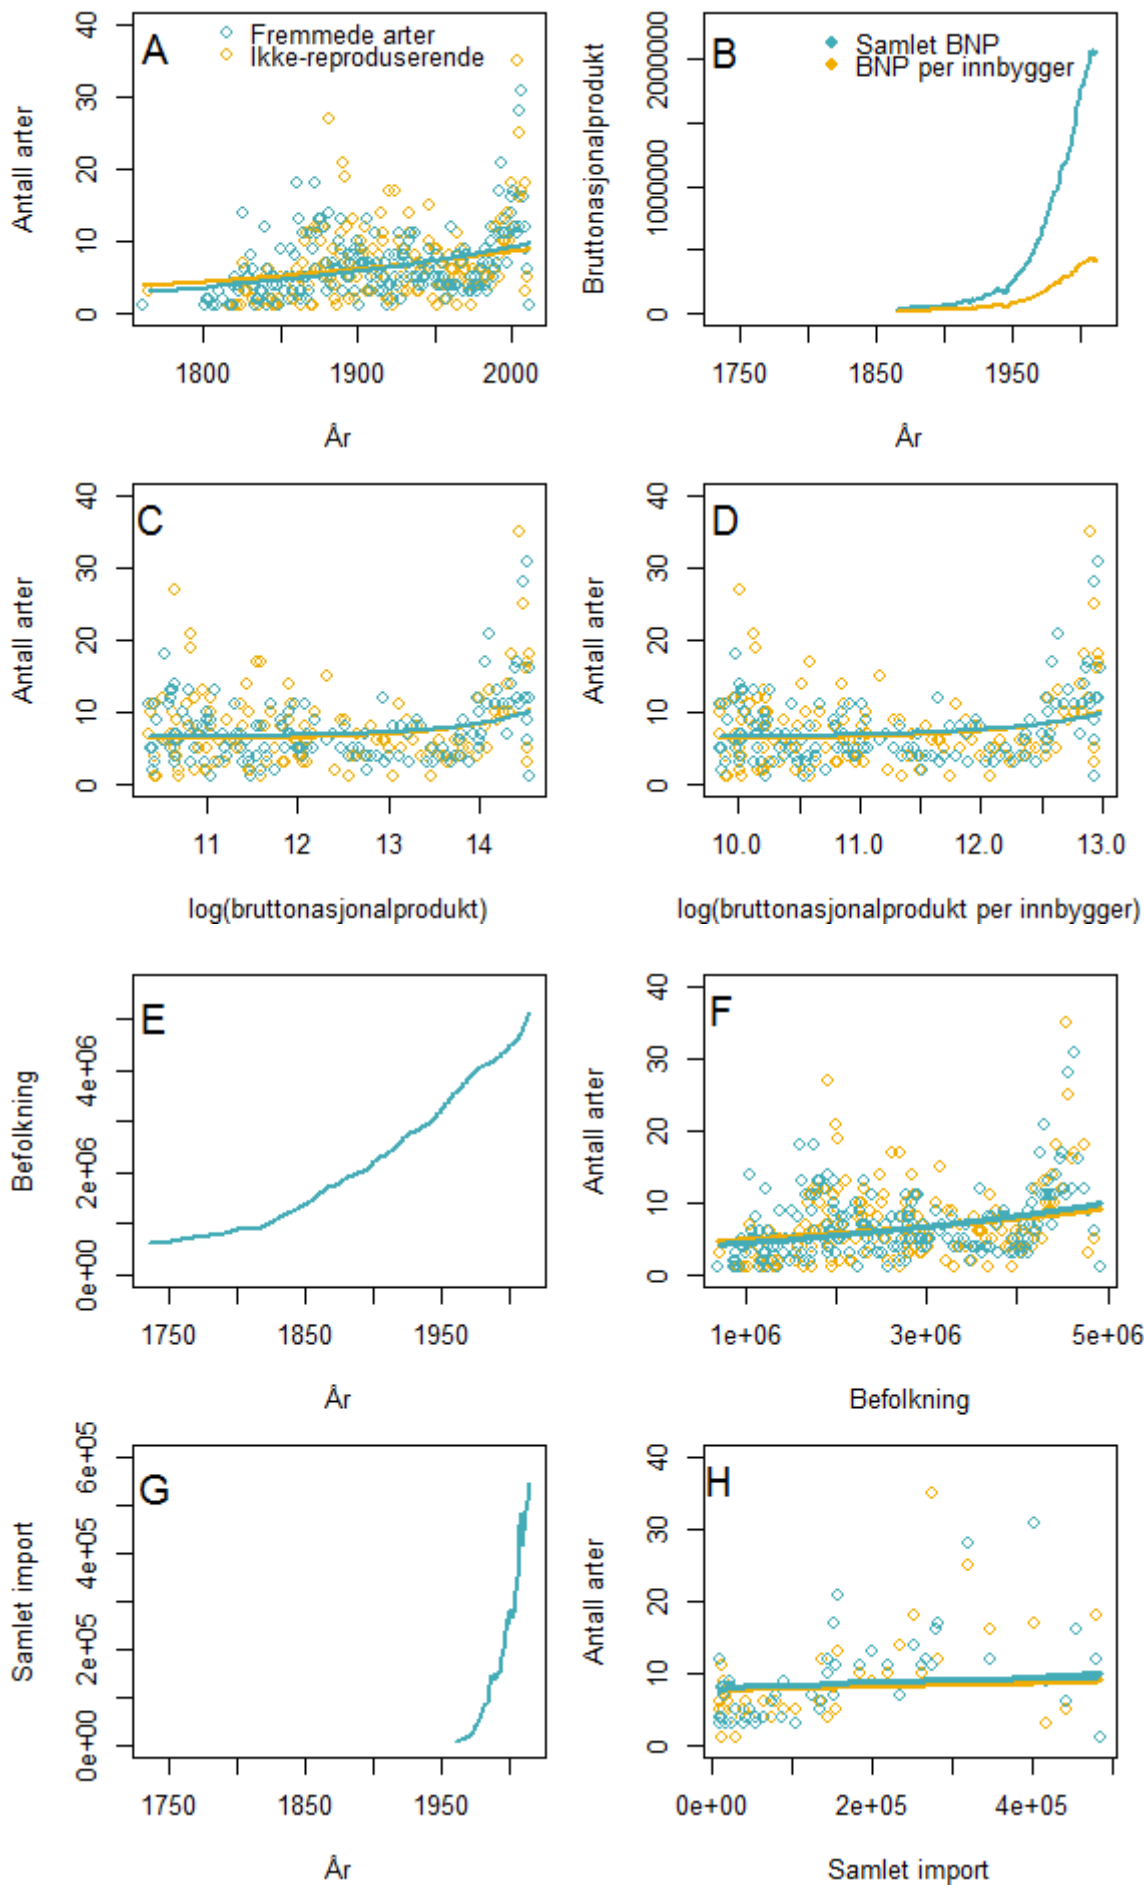 A
Fremmede arter
Ikke-reproduserende
Antall arter
0 10 20 30 40
1800 1900 2000
År
B
Samlet BNP
BNP per innbygger
Bruttonasjonalprodukt
0 1000000 2000000
1750 1850 1950
År
C
Antall arter
0 10 20 30 40
11 12 13 14
log(bruttonasjonalprodukt)
D
Antall arter
0 10 20 30 40
10.0 11.0 12.0 13.0
log(bruttonasjonalprodukt per innbygger)
E
Befolkning
0e+00 2e+06 4e+06
1750 1850 1950
År
F
Antall arter
0 10 20 30 40
1e+06 3e+06 5e+06
Befolkning
G
Samlet import
0e+00 2e+05 4e+05 6e+05
1750 1850 1950
År
H
Antall arter
0 10 20 30 40
0e+00 2e+05 4e+05
Samlet import